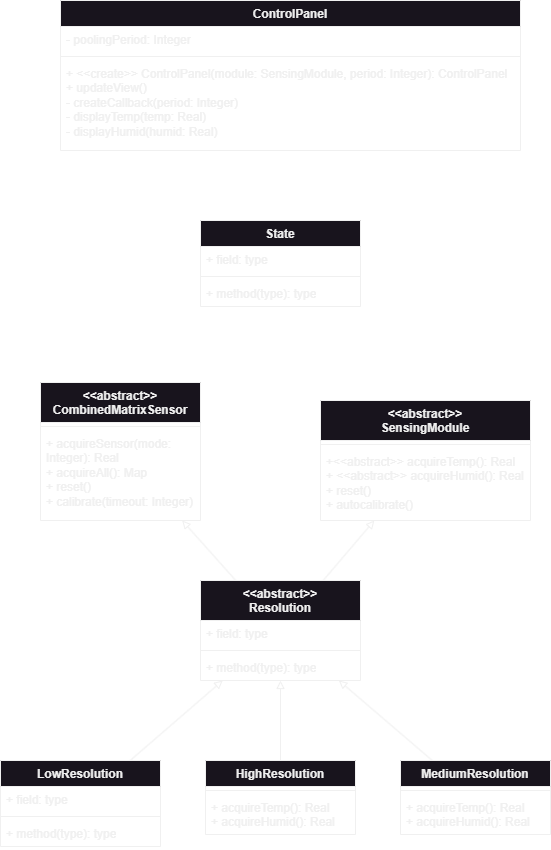 ControlPanel
- poolingPeriod: Integer
+ <<create>> ControlPanel(module: SensingModule, period: Integer): ControlPanel
+ updateView()
- createCallback(period: Integer)
- displayTemp(temp: Real)
- displayHumid(humid: Real)
State
+ field: type
+ method(type): type
<<abstract>>
CombinedMatrixSensor
+ acquireSensor(mode:
Integer): Real
+ acquireAll(): Map
+ reset()
+ calibrate(timeout: Integer)
<<abstract>>
SensingModule
+<<abstract>> acquireTemp(): Real
+ <<abstract>> acquireHumid(): Real
+ reset()
+ autocalibrate()
<<abstract>>
Resolution
+ field: type
+ method(type): type
LowResolution
+ field: type
+ method(type): type
HighResolution
+ acquireTemp(): Real
+ acquireHumid(): Real
MediumResolution
+ acquireTemp(): Real
+ acquireHumid(): Real